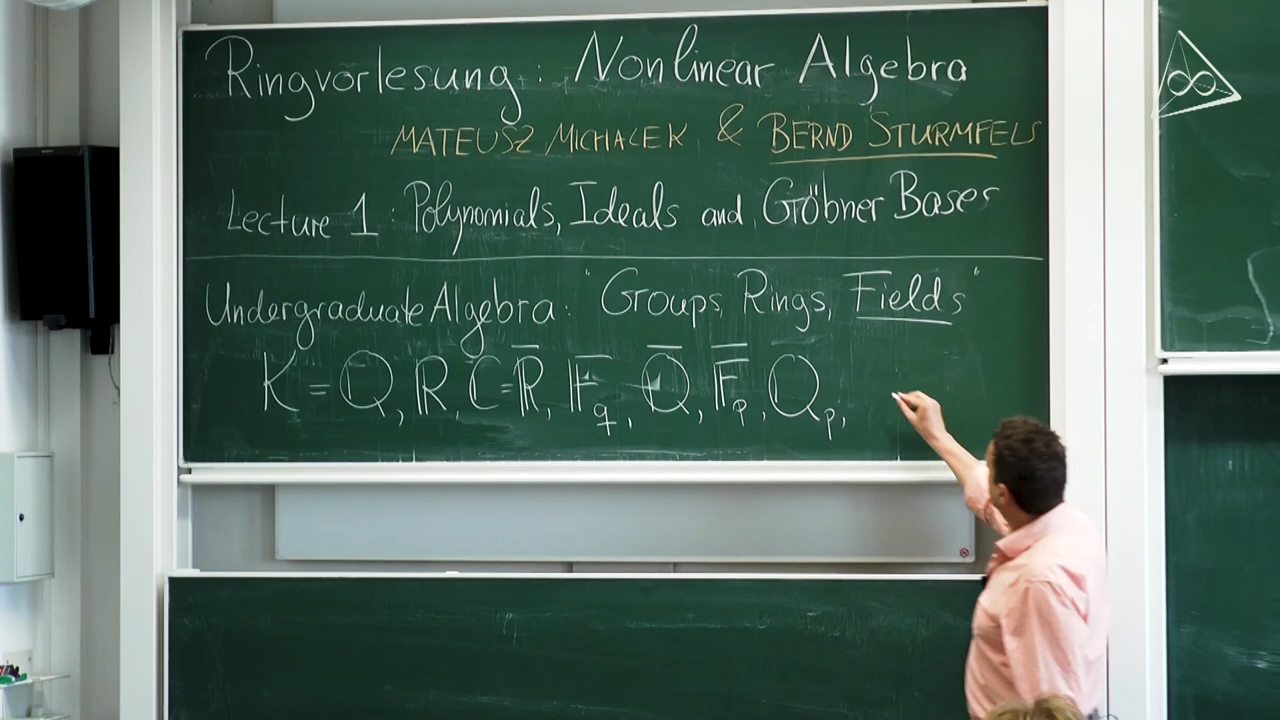 Ringvorlesung: Nonlinear Algebra
MATEUSZ MICHALEK & BERND STURMFELS
Lecture 1: Polynomials, Ideals and Gröbner Bases
Undergraduate Algebra: "Groups, Rings, Fields"
K = ℚ, ℝ, ℂ = ℝ̅, 𝔽_q, ℚ̅, 𝔽̅_p, ℚ_p,